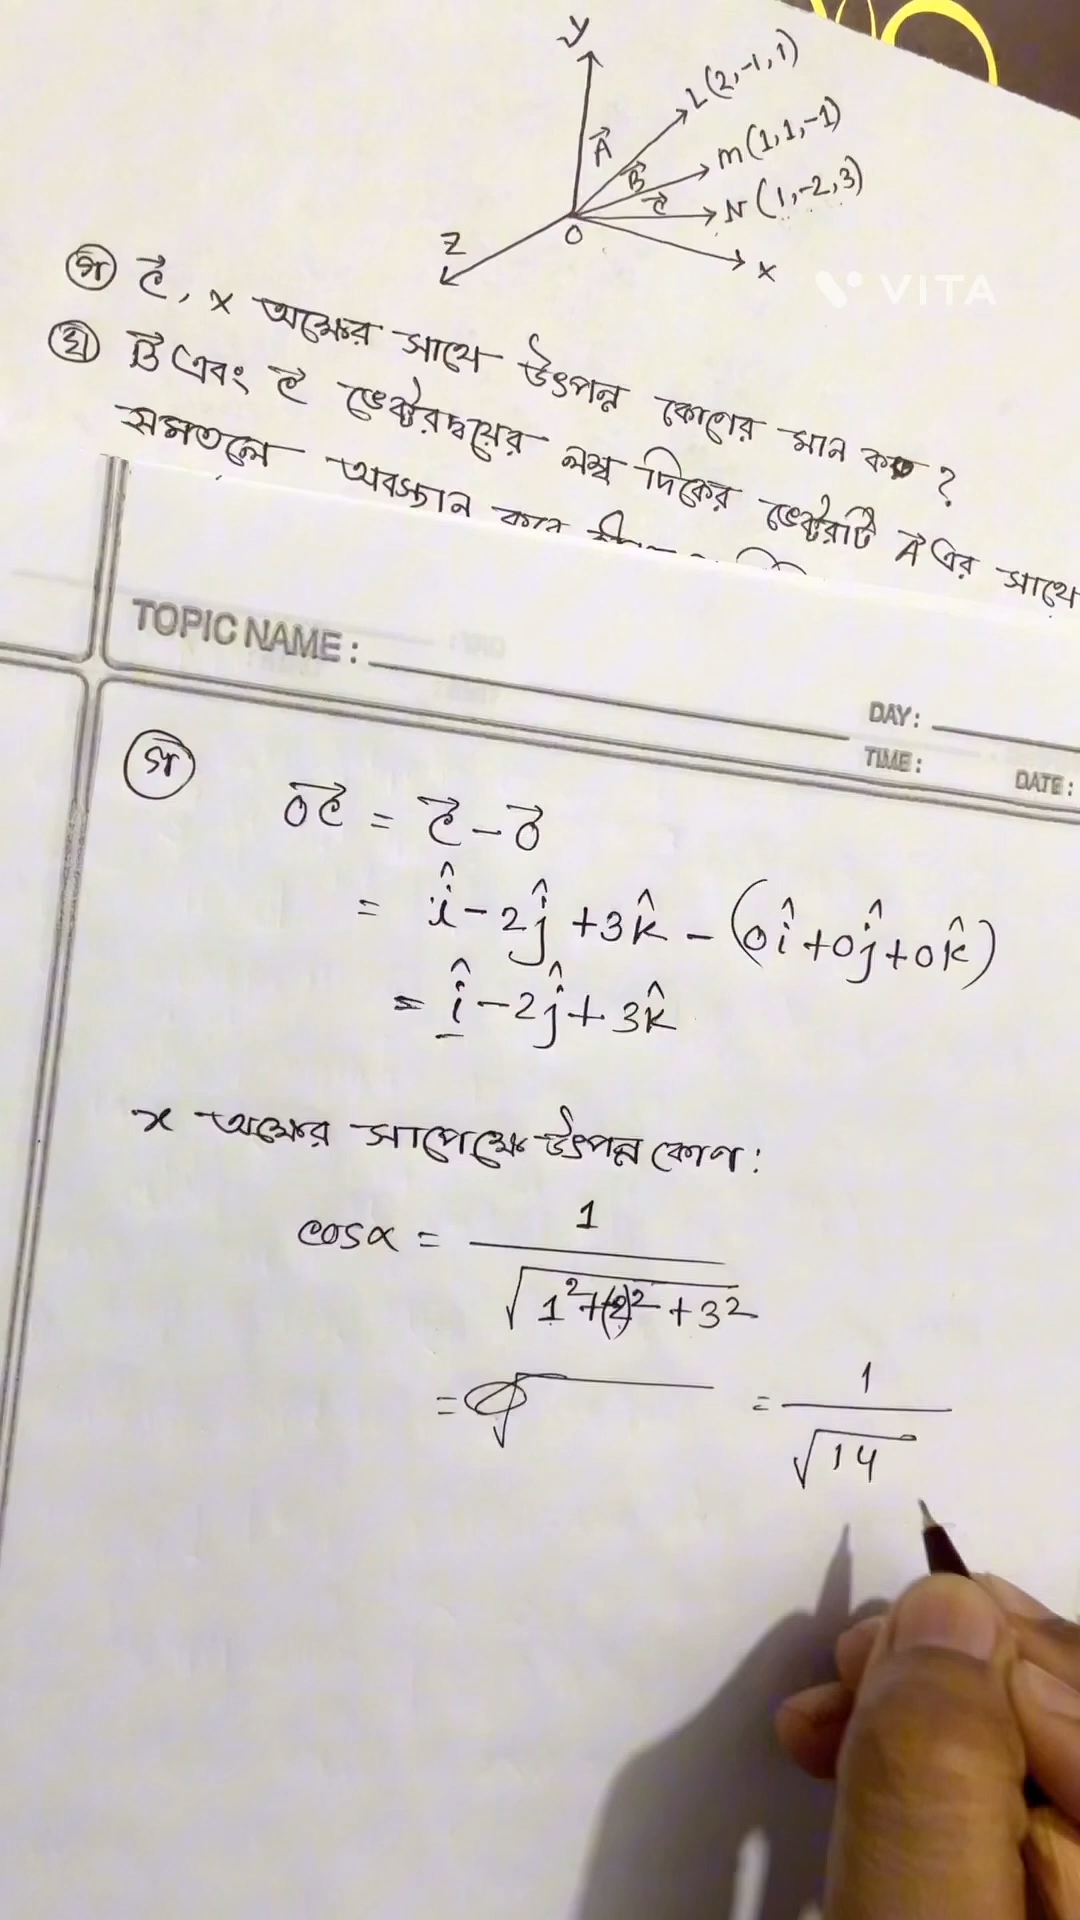 y
L(2,-1,1)
m(1,1,-1)
N(1,-2,3)
A⃗
B⃗
C⃗
O
x
z
VITA
গ C⃗, x অক্ষের সাথে উৎপন্ন কোণের মান কত?
ঘ B⃗ এবং C⃗ ভেক্টরদ্বয়ের লম্ব দিকের ভেক্টরটি A⃗ এর সাথে
সমতলে অবস্থান
TOPIC NAME:
DAY:
TIME:
DATE:
গ
OC⃗ = C⃗ - O⃗
= î - 2ĵ + 3k̂ - (0î + 0ĵ + 0k̂)
= î - 2ĵ + 3k̂
x অক্ষের সাপেক্ষে উৎপন্ন কোণ:
cosα = 1 / √(1² + (-2)² + 3²)
= = 1 / √14